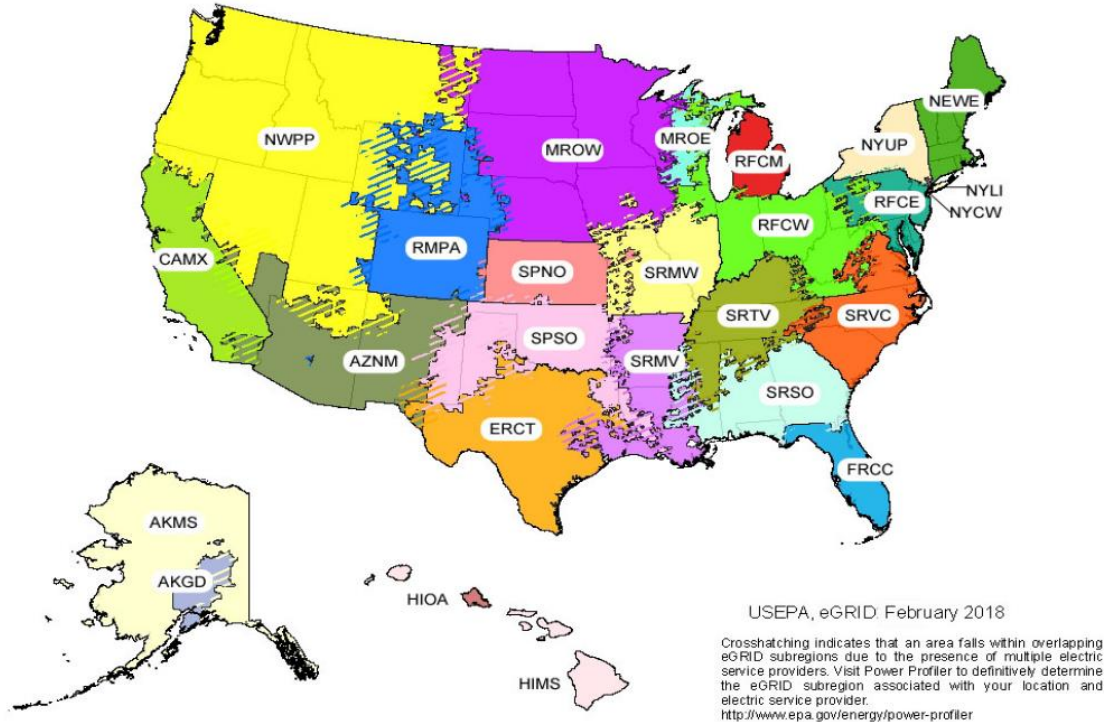 NEWE
NWPP
MROW
MROE
NYUP
RFCM
NYLI
RFCE
NYCW
RFCW
CAMX
RMPA
SPNO
SRMW
SRTV
SRVC
AZNM
SPSO
SRMV
SRSO
ERCT
FRCC
AKMS
AKGD
HIOA
HIMS
USEPA, eGRID. February 2018
Crosshatching indicates that an area falls within overlapping
eGRID subregions due to the presence of multiple electric
service providers. Visit Power Profiler to definitively determine
the eGRID subregion associated with your location and
electric service provider.
http://www.epa.gov/energy/power-profiler